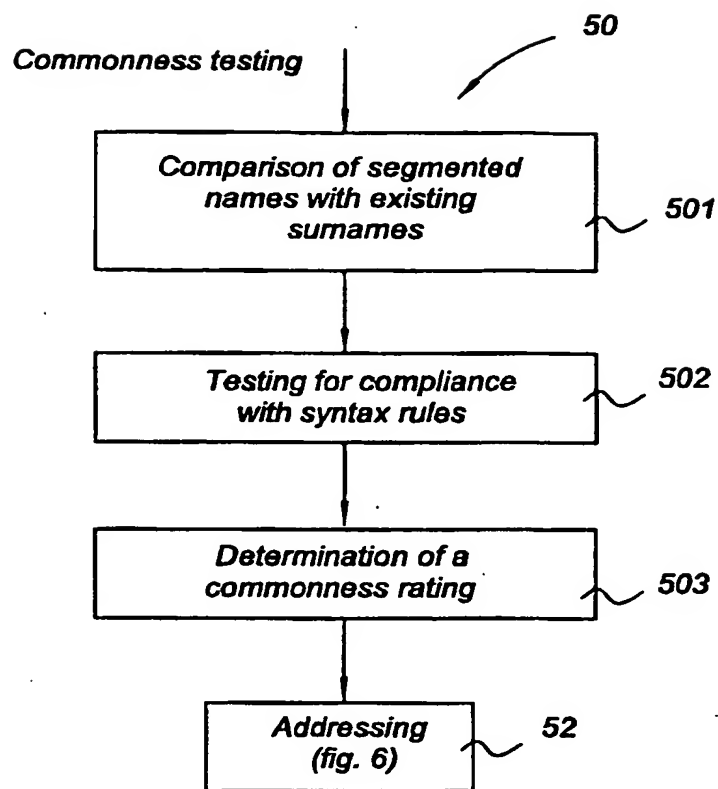 50
Commonness testing
Comparison of segmented
names with existing
surnames
501
Testing for compliance
with syntax rules
502
Determination of a
commonness rating
503
Addressing
(fig. 6)
52